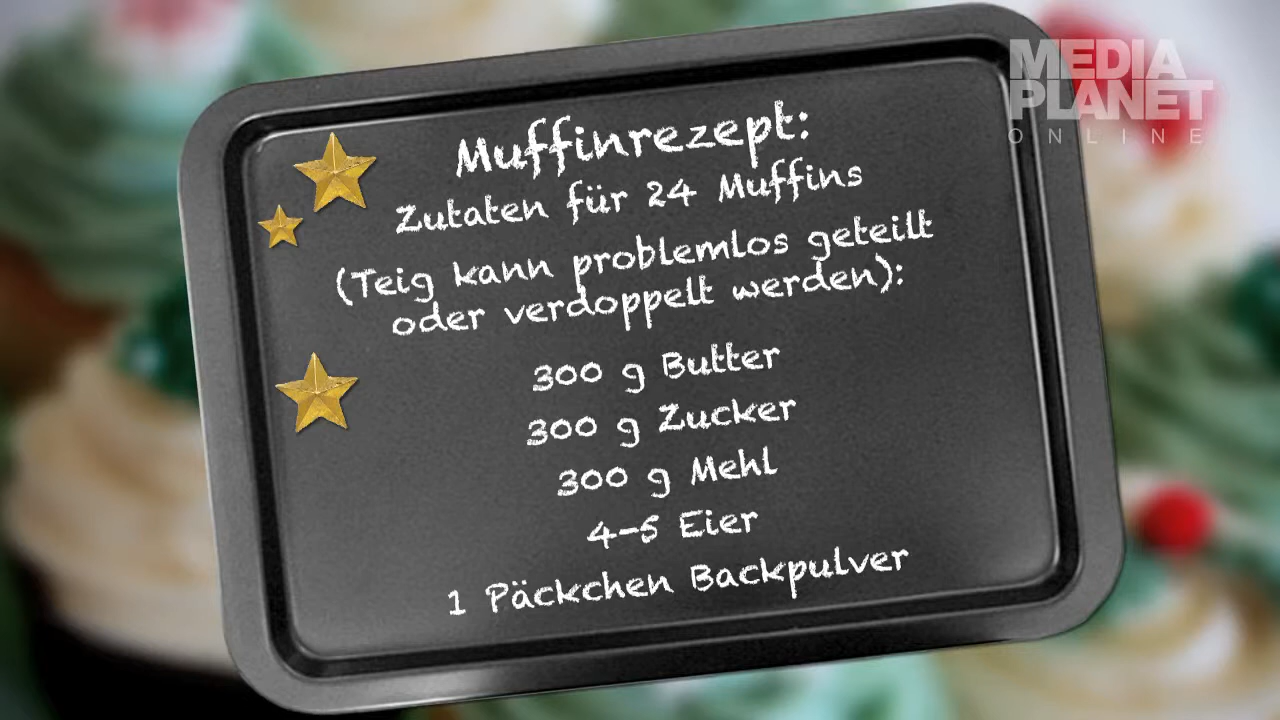 MEDIA
PLANET
ONLINE
Muffinrezept:
Zutaten für 24 Muffins
(Teig kann problemlos geteilt
oder verdoppelt werden):
300 g Butter
300 g Zucker
300 g Mehl
4-5 Eier
1 Päckchen Backpulver